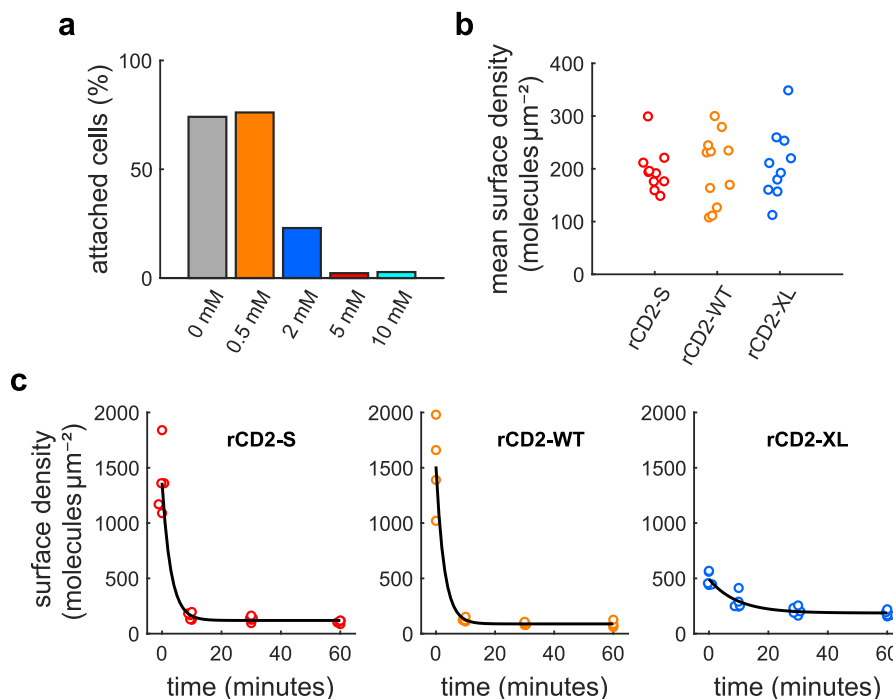 a
attached cells (%)
100
50
0
0 mM
0.5 mM
2 mM
5 mM
10 mM
b
mean surface density
(molecules µm⁻²)
400
300
200
100
0
rCD2-S
rCD2-WT
rCD2-XL
c
surface density
(molecules µm⁻²)
2000
1500
1000
500
0
rCD2-S
0 20 40 60
time (minutes)
2000
1500
1000
500
0
rCD2-WT
0 20 40 60
time (minutes)
2000
1500
1000
500
0
rCD2-XL
0 20 40 60
time (minutes)